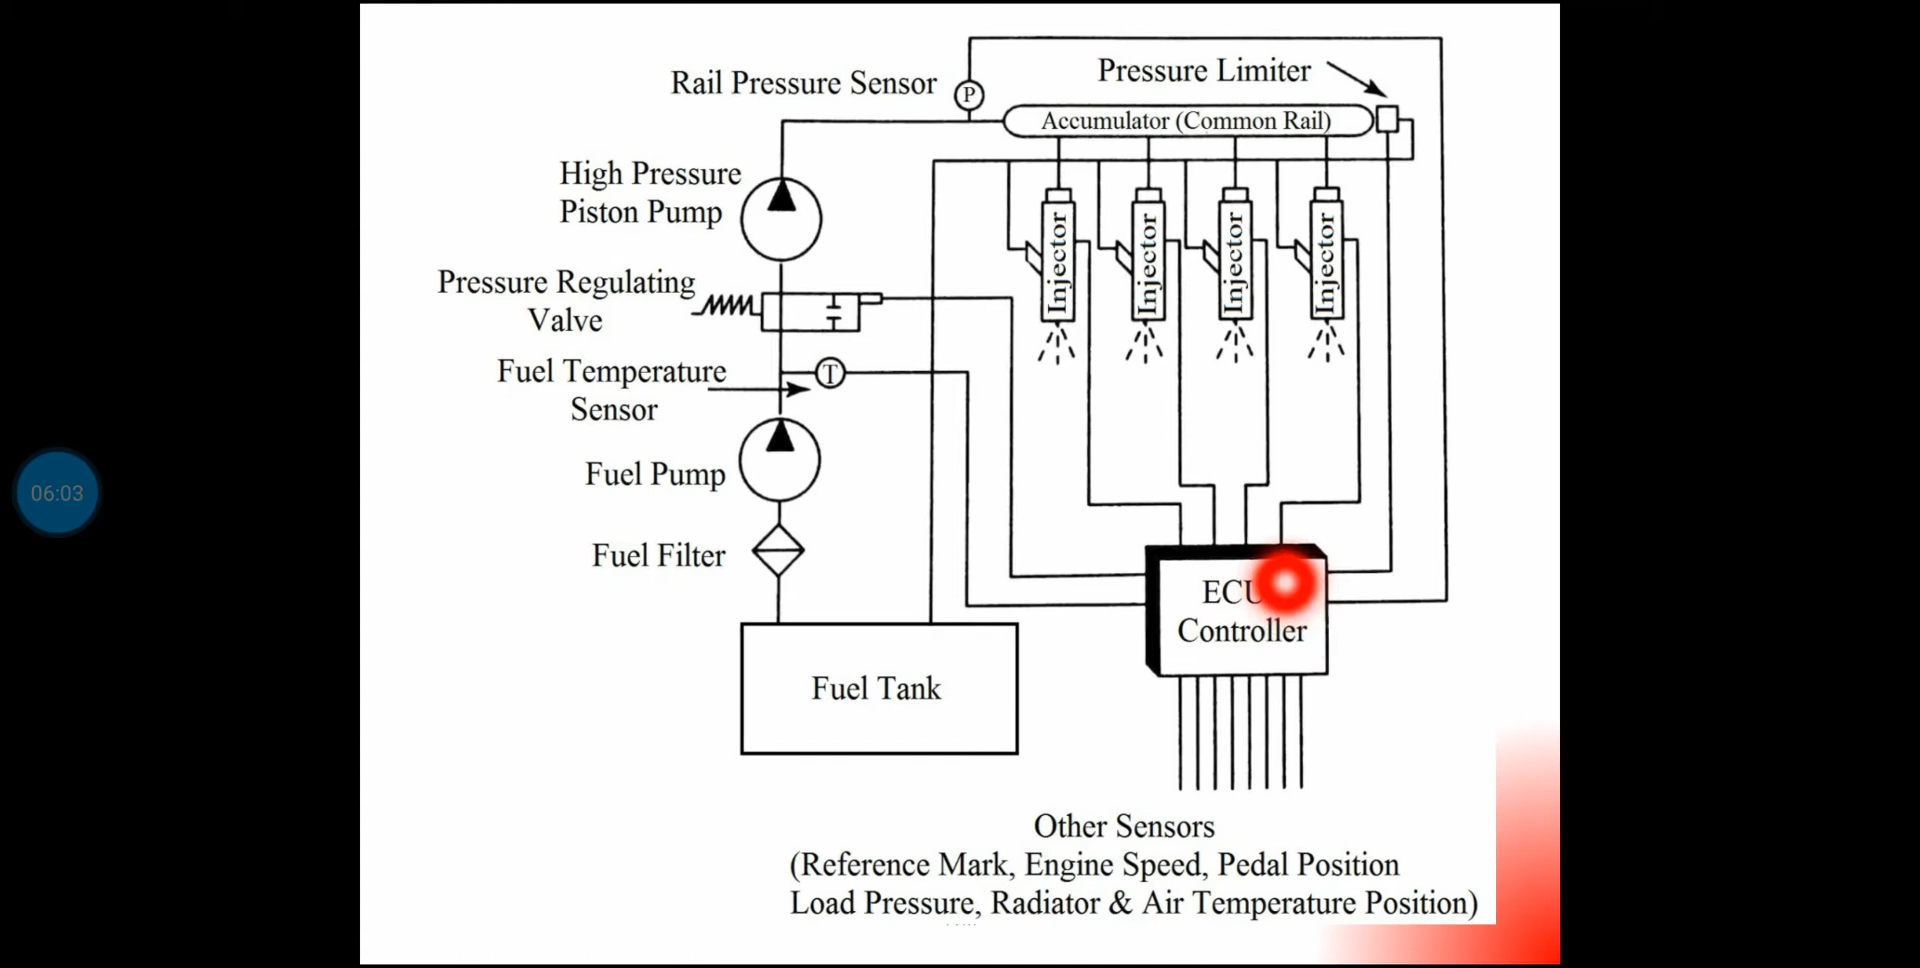 Rail Pressure Sensor
P
Pressure Limiter
Accumulator (Common Rail)
High Pressure
Piston Pump
Injector
Injector
Injector
Injector
Pressure Regulating
Valve
Fuel Temperature
Sensor
T
Fuel Pump
06:03
Fuel Filter
ECU
Controller
Fuel Tank
Other Sensors
(Reference Mark, Engine Speed, Pedal Position
Load Pressure, Radiator & Air Temperature Position)